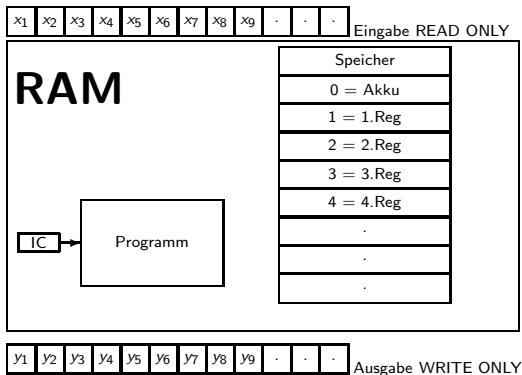 x1 x2 x3 x4 x5 x6 x7 x8 x9 . . . Eingabe READ ONLY
RAM
Speicher
0 = Akku
1 = 1.Reg
2 = 2.Reg
3 = 3.Reg
4 = 4.Reg
.
.
.
IC Programm
y1 y2 y3 y4 y5 y6 y7 y8 y9 . . . Ausgabe WRITE ONLY